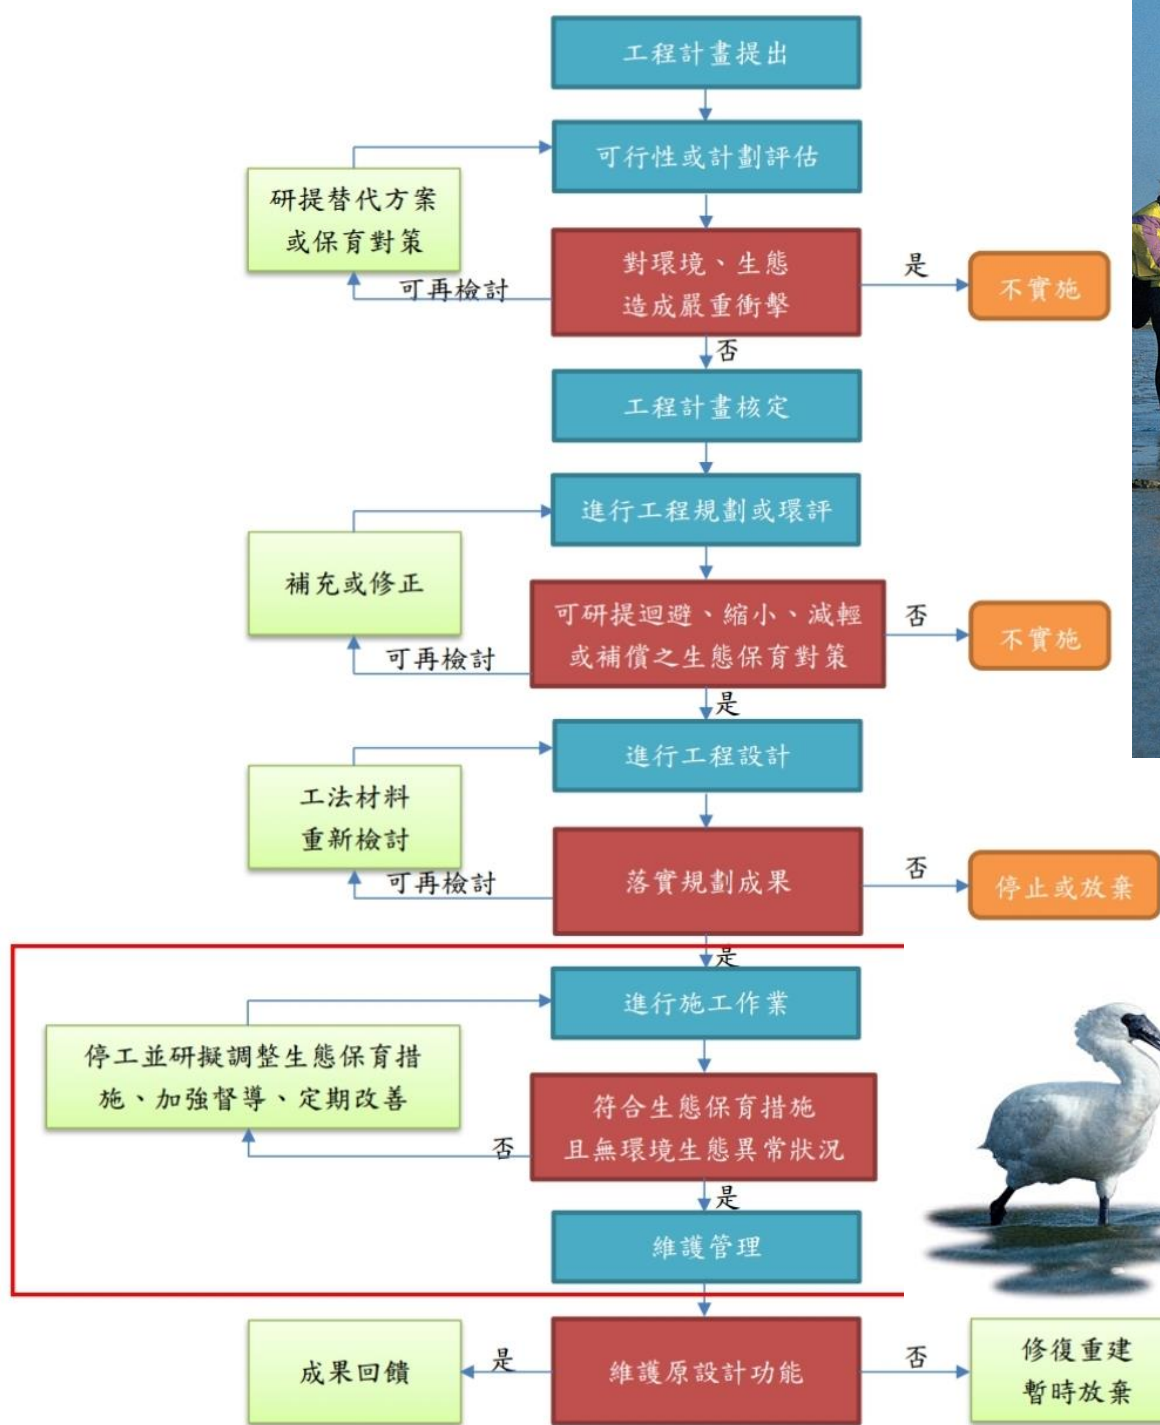 工程計畫提出
可行性或計劃評估
研提替代方案
或保育對策
對環境、生態
造成嚴重衝擊
是
不實施
可再檢討
否
工程計畫核定
進行工程規劃或環評
補充或修正
可研提迴避、縮小、減輕
或補償之生態保育對策
否
不實施
可再檢討
是
進行工程設計
工法材料
重新檢討
落實規劃成果
否
停止或放棄
可再檢討
是
進行施工作業
停工並研擬調整生態保育措
施、加強督導、定期改善
符合生態保育措施
且無環境生態異常狀況
否
是
維護管理
成果回饋
是
維護原設計功能
否
修復重建
暫時放棄